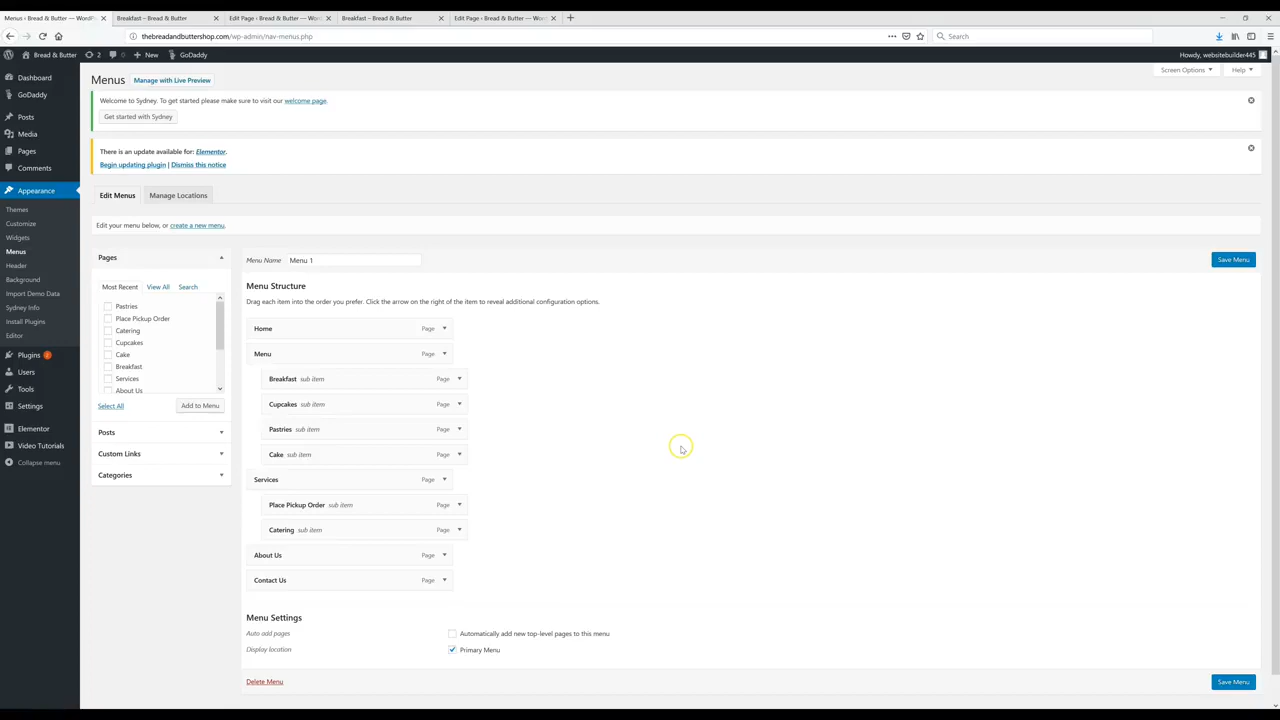 Menus ‹ Bread & Butter — WordPr
Breakfast – Bread & Butter
Edit Page ‹ Bread & Butter — Wor
Breakfast – Bread & Butter
Edit Page ‹ Bread & Butter — Wor
thebreadandbuttershop.com/wp-admin/nav-menus.php
Search
Bread & Butter
2
0
New
GoDaddy
Howdy, websitebuilder445
Screen Options
Help
Dashboard
GoDaddy
Posts
Media
Pages
Comments
Appearance
Themes
Customize
Widgets
Menus
Header
Background
Import Demo Data
Sydney Info
Install Plugins
Editor
Plugins 2
Users
Tools
Settings
Elementor
Video Tutorials
Collapse menu
Menus
Manage with Live Preview
Welcome to Sydney. To get started please make sure to visit our welcome page.
Get started with Sydney
There is an update available for: Elementor.
Begin updating plugin | Dismiss this notice
Edit Menus
Manage Locations
Edit your menu below, or create a new menu.
Pages
Most Recent
View All
Search
Pastries
Place Pickup Order
Catering
Cupcakes
Cake
Breakfast
Services
About Us
Select All
Add to Menu
Posts
Custom Links
Categories
Menu Name
Menu 1
Save Menu
Menu Structure
Drag each item into the order you prefer. Click the arrow on the right of the item to reveal additional configuration options.
Home Page
Menu Page
Breakfast sub item Page
Cupcakes sub item Page
Pastries sub item Page
Cake sub item Page
Services Page
Place Pickup Order sub item Page
Catering sub item Page
About Us Page
Contact Us Page
Menu Settings
Auto add pages
Automatically add new top-level pages to this menu
Display location
Primary Menu
Delete Menu
Save Menu